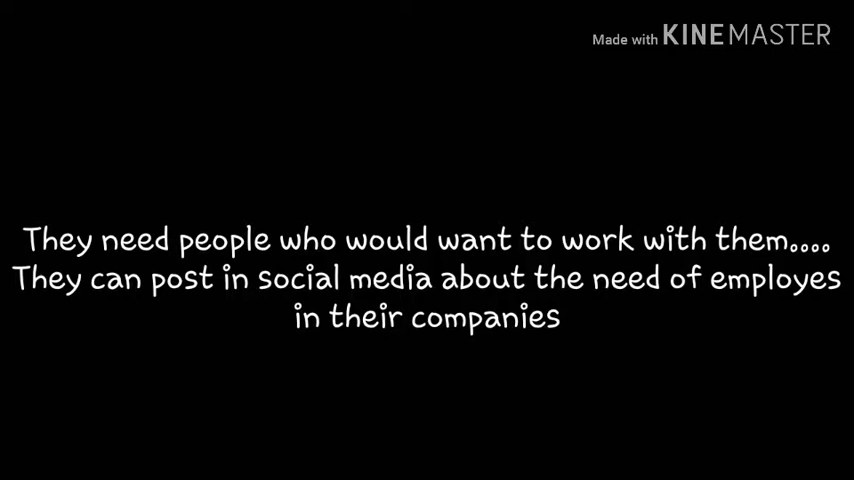 Made with KINEMASTER
They need people who would want to work with them....
They can post in social media about the need of employes
in their companies